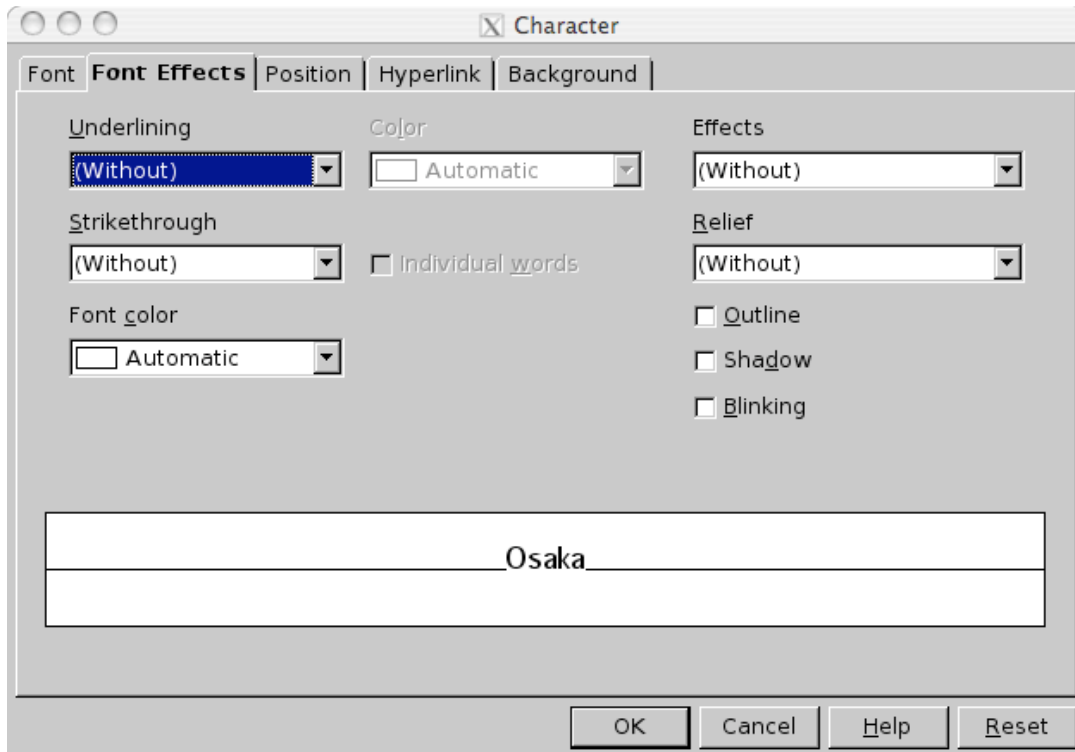 Character
Font Font Effects Position Hyperlink Background
Underlining Color Effects
(Without) Automatic (Without)
Strikethrough Relief
(Without) Individual words (Without)
Font color Outline
Automatic Shadow
Blinking
Osaka
OK Cancel Help Reset